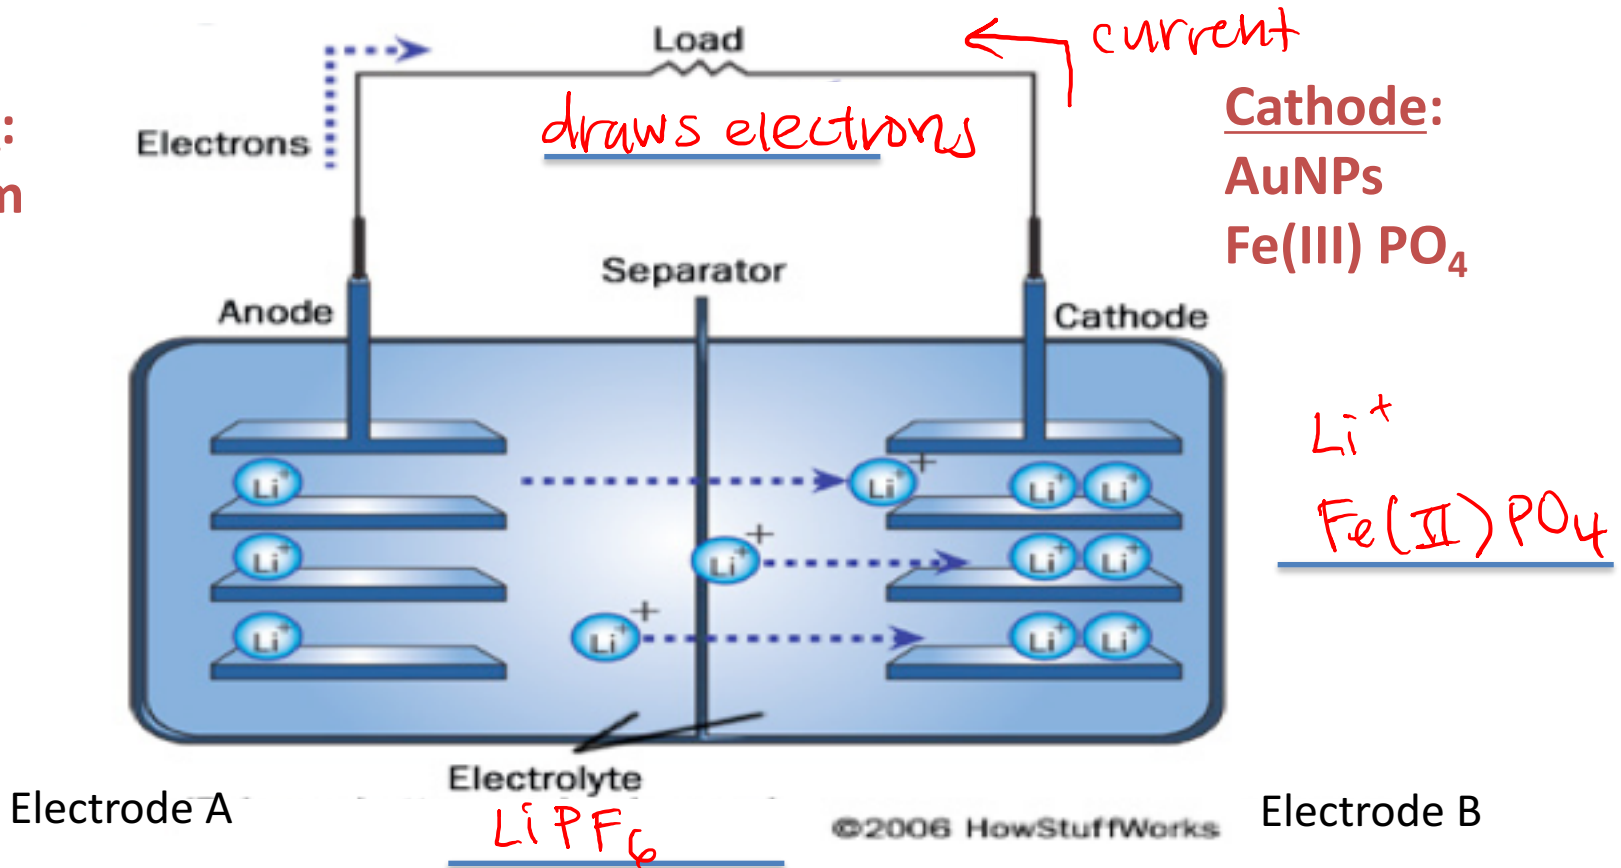 Load
current
Electrons
draws electrons
Cathode:
AuNPs
Fe(III) PO₄
:
m
Separator
Anode
Cathode
Li⁺
Li⁺ +
Li⁺
Li⁺
Li⁺
Fe(II) PO₄
Li⁺
Li⁺ +
Li⁺
Li⁺
Li⁺
Li⁺ +
Li⁺
Li⁺
Electrolyte
LiPF₆
Electrode A
©2006 HowStuffWorks
Electrode B